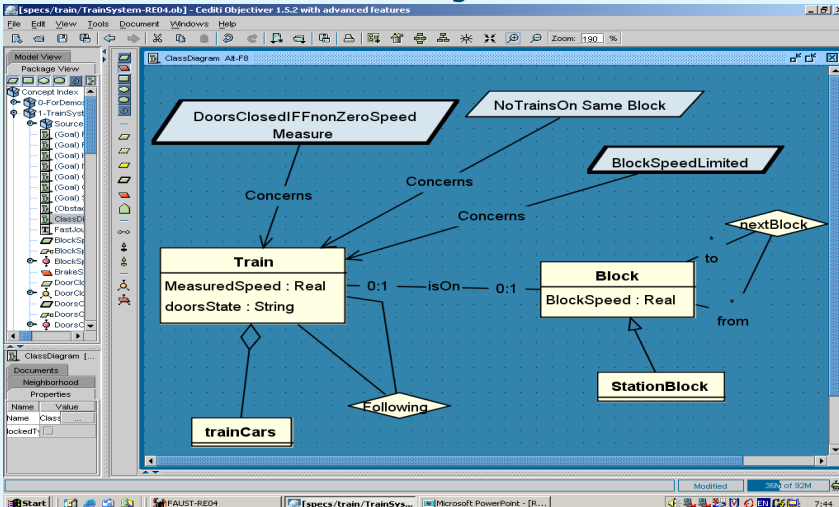 [specs/train/TrainSystem-RE04.ob] - Cediti Objectiver 1.5.2 with advanced features
File Edit View Tools Document Windows Help
Zoom: 190 %
Model View
Package View
Concept Index
0-ForDemo
1-TrainSyst
Source
(Goal)
(Goal)
(Goal)
(Goal)
(Goal)
(Goal)
(Goal)
(Obstac
ClassDi
FastJou
BlockSp
BlockSp
BlockSp
BrakeS
DoorClo
DoorClo
DoorsC
DoorsC
DoorsC
ClassDiagram [...
Documents
Neighborhood
Properties
Name Value
Name Class ...
lockedTy
ClassDiagram Alt-F8
DoorsClosedIFFnonZeroSpeed
Measure
NoTrainsOn Same Block
BlockSpeedLimited
Concerns
Concerns
Concerns
nextBlock
*
to
*
from
Train
MeasuredSpeed : Real
doorsState : String
0:1 isOn 0:1
Block
BlockSpeed : Real
Following
StationBlock
trainCars
Modified 36M of 92M
Start FAUST-RE04 [specs/train/TrainSys... Microsoft PowerPoint - [R... EN 7:44